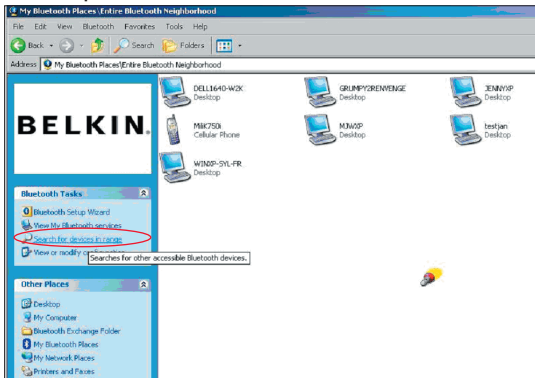 My Bluetooth Places\Entire Bluetooth Neighborhood
File Edit View Bluetooth Favorites Tools Help
Back Search Folders
Address My Bluetooth Places\Entire Bluetooth Neighborhood
BELKIN.
DELL1640-W2K
Desktop
GRUMPY2RENVENGE
Desktop
JENNYXP
Desktop
MiliK750i
Cellular Phone
MJWXP
Desktop
testjan
Desktop
WINXP-SYL-FR
Desktop
Bluetooth Tasks
Bluetooth Setup Wizard
View My Bluetooth services
Search for devices in range
View or modify
Searches for other accessible Bluetooth devices.
Other Places
Desktop
My Computer
Bluetooth Exchange Folder
My Bluetooth Places
My Network Places
Printers and Faxes